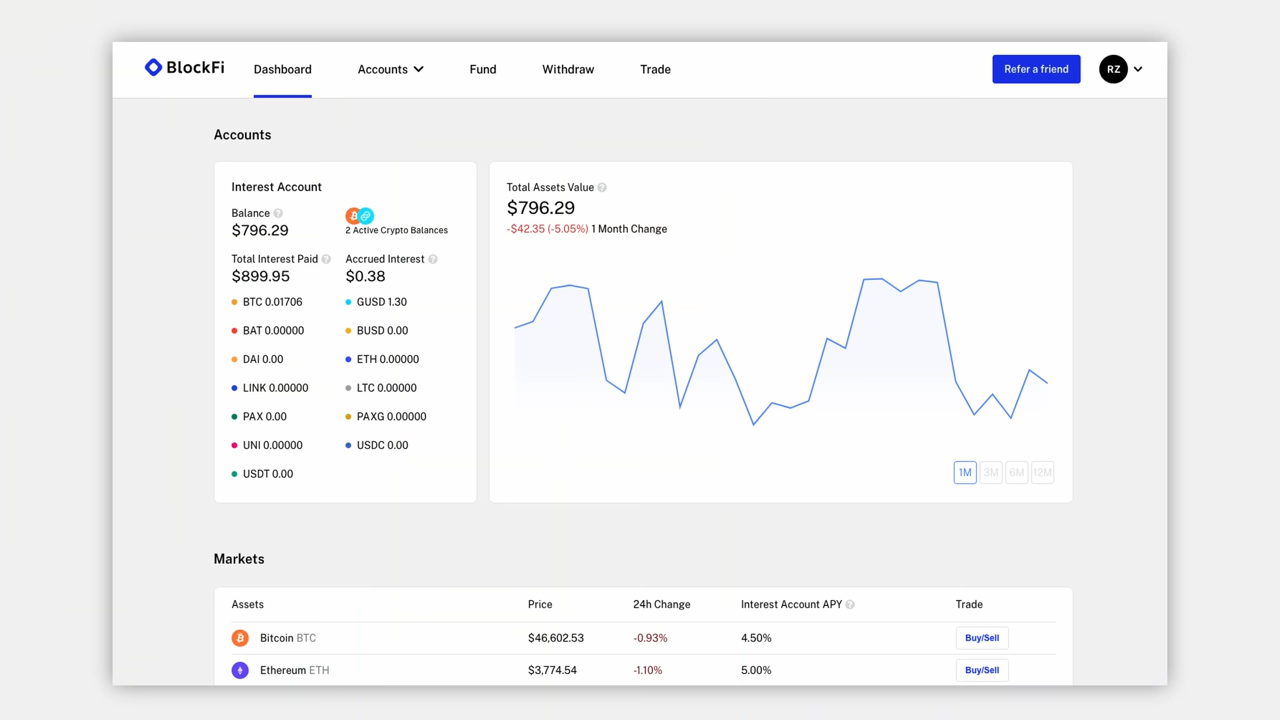 BlockFi Dashboard Accounts Fund Withdraw Trade Refer a friend RZ
Accounts
Interest Account
Balance ?
$796.29
2 Active Crypto Balances
Total Interest Paid ? Accrued Interest ?
$899.95 $0.38
BTC 0.01706 GUSD 1.30
BAT 0.00000 BUSD 0.00
DAI 0.00 ETH 0.00000
LINK 0.00000 LTC 0.00000
PAX 0.00 PAXG 0.00000
UNI 0.00000 USDC 0.00
USDT 0.00
Total Assets Value ?
$796.29
-$42.35 (-5.05%) 1 Month Change
1M 3M 6M 12M
Markets
Assets Price 24h Change Interest Account APY ? Trade
Bitcoin BTC $46,602.53 -0.93% 4.50% Buy/Sell
Ethereum ETH $3,774.54 -1.10% 5.00% Buy/Sell